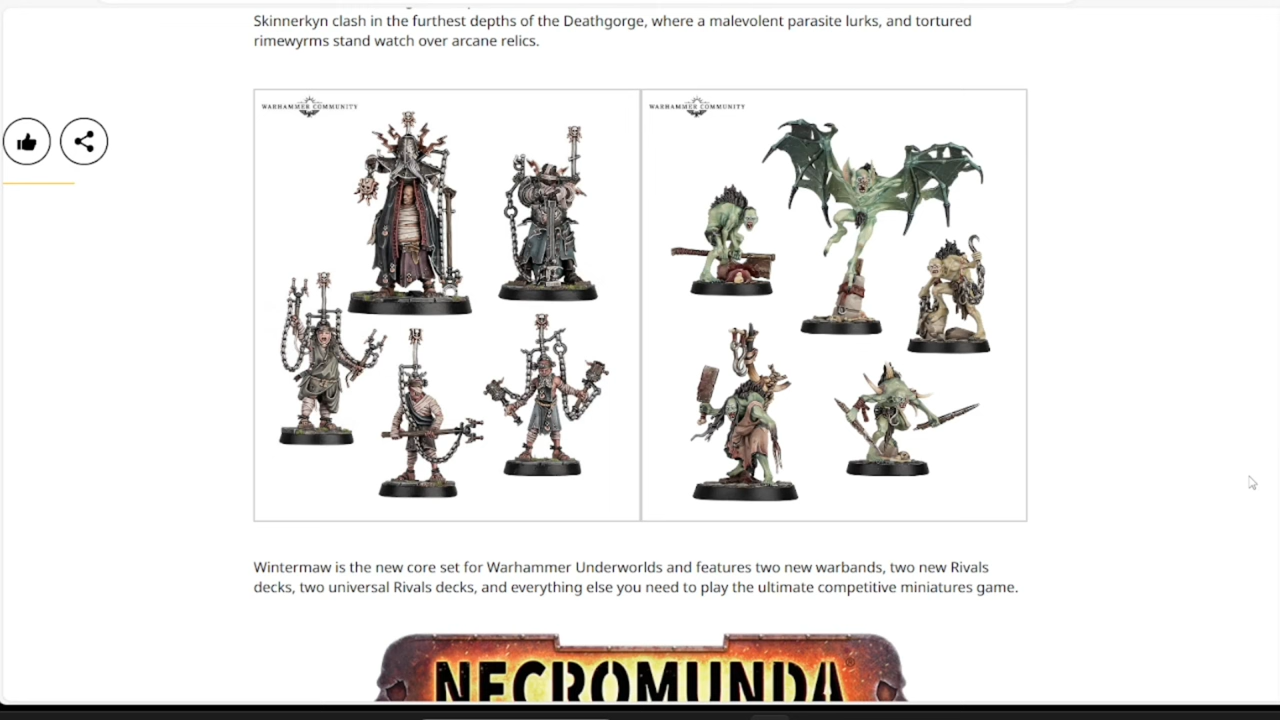 Skinnerkyn clash in the furthest depths of the Deathgorge, where a malevolent parasite lurks, and tortured
rimewyrms stand watch over arcane relics.
WARHAMMER COMMUNITY
WARHAMMER COMMUNITY
Wintermaw is the new core set for Warhammer Underworlds and features two new warbands, two new Rivals
decks, two universal Rivals decks, and everything else you need to play the ultimate competitive miniatures game.
NECROMUNDA